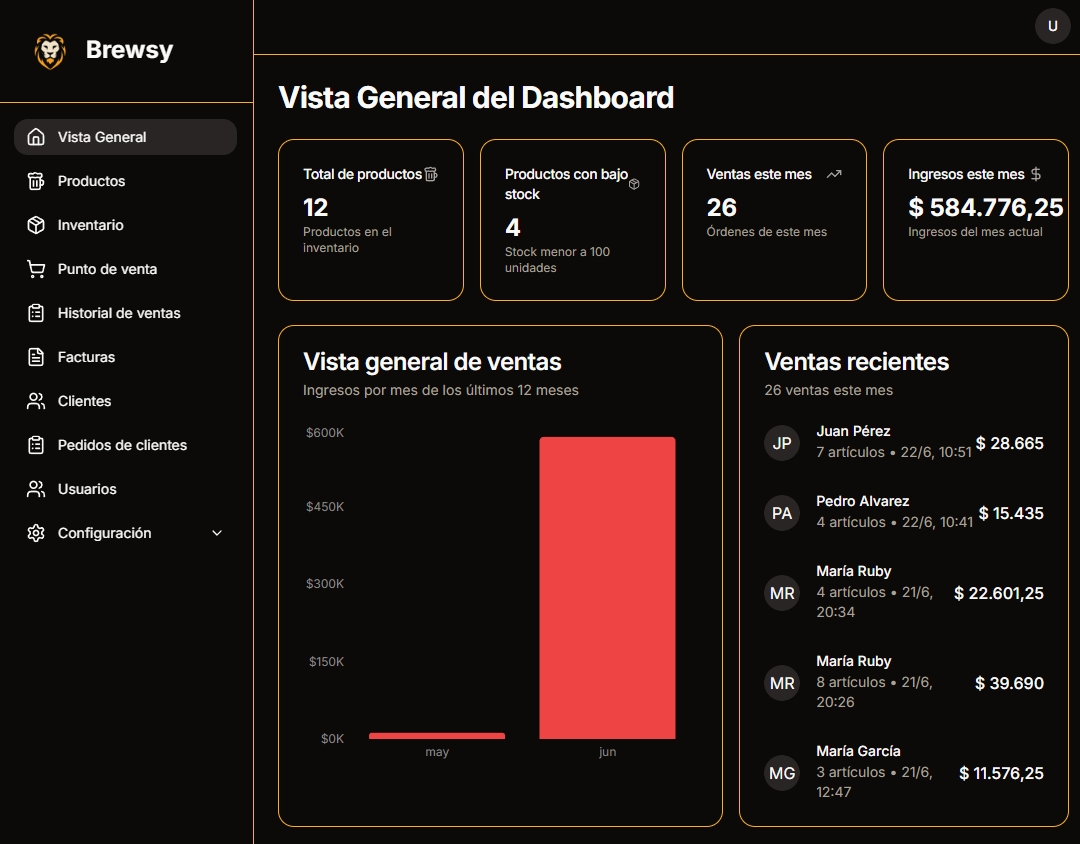 Brewsy
U
Vista General
Productos
Inventario
Punto de venta
Historial de ventas
Facturas
Clientes
Pedidos de clientes
Usuarios
Configuración
Vista General del Dashboard
Total de productos
12
Productos en el
inventario
Productos con bajo
stock
4
Stock menor a 100
unidades
Ventas este mes
26
Órdenes de este mes
Ingresos este mes
$ 584.776,25
Ingresos del mes actual
Vista general de ventas
Ingresos por mes de los últimos 12 meses
$600K
$450K
$300K
$150K
$0K
may
jun
Ventas recientes
26 ventas este mes
JP
Juan Pérez
7 artículos • 22/6, 10:51
$ 28.665
PA
Pedro Alvarez
4 artículos • 22/6, 10:41
$ 15.435
MR
María Ruby
4 artículos • 21/6,
20:34
$ 22.601,25
MR
María Ruby
8 artículos • 21/6,
20:26
$ 39.690
MG
María García
3 artículos • 21/6,
12:47
$ 11.576,25